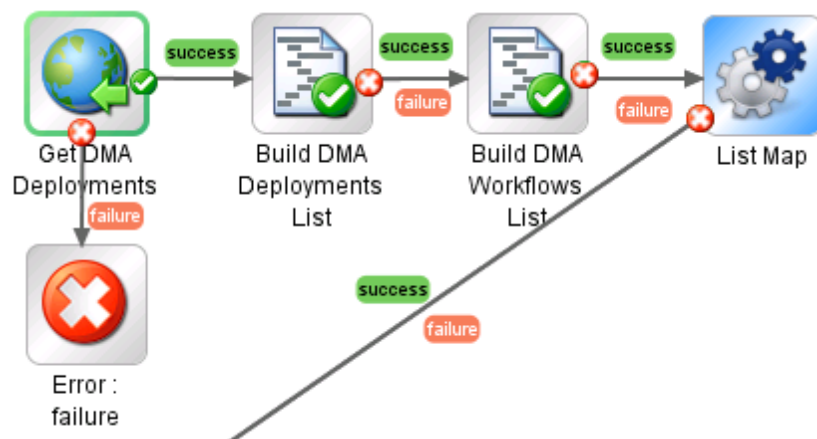 success
success
success
failure
failure
Get DMA
Deployments
Build DMA
Deployments
List
Build DMA
Workflows
List
List Map
failure
success
failure
Error :
failure